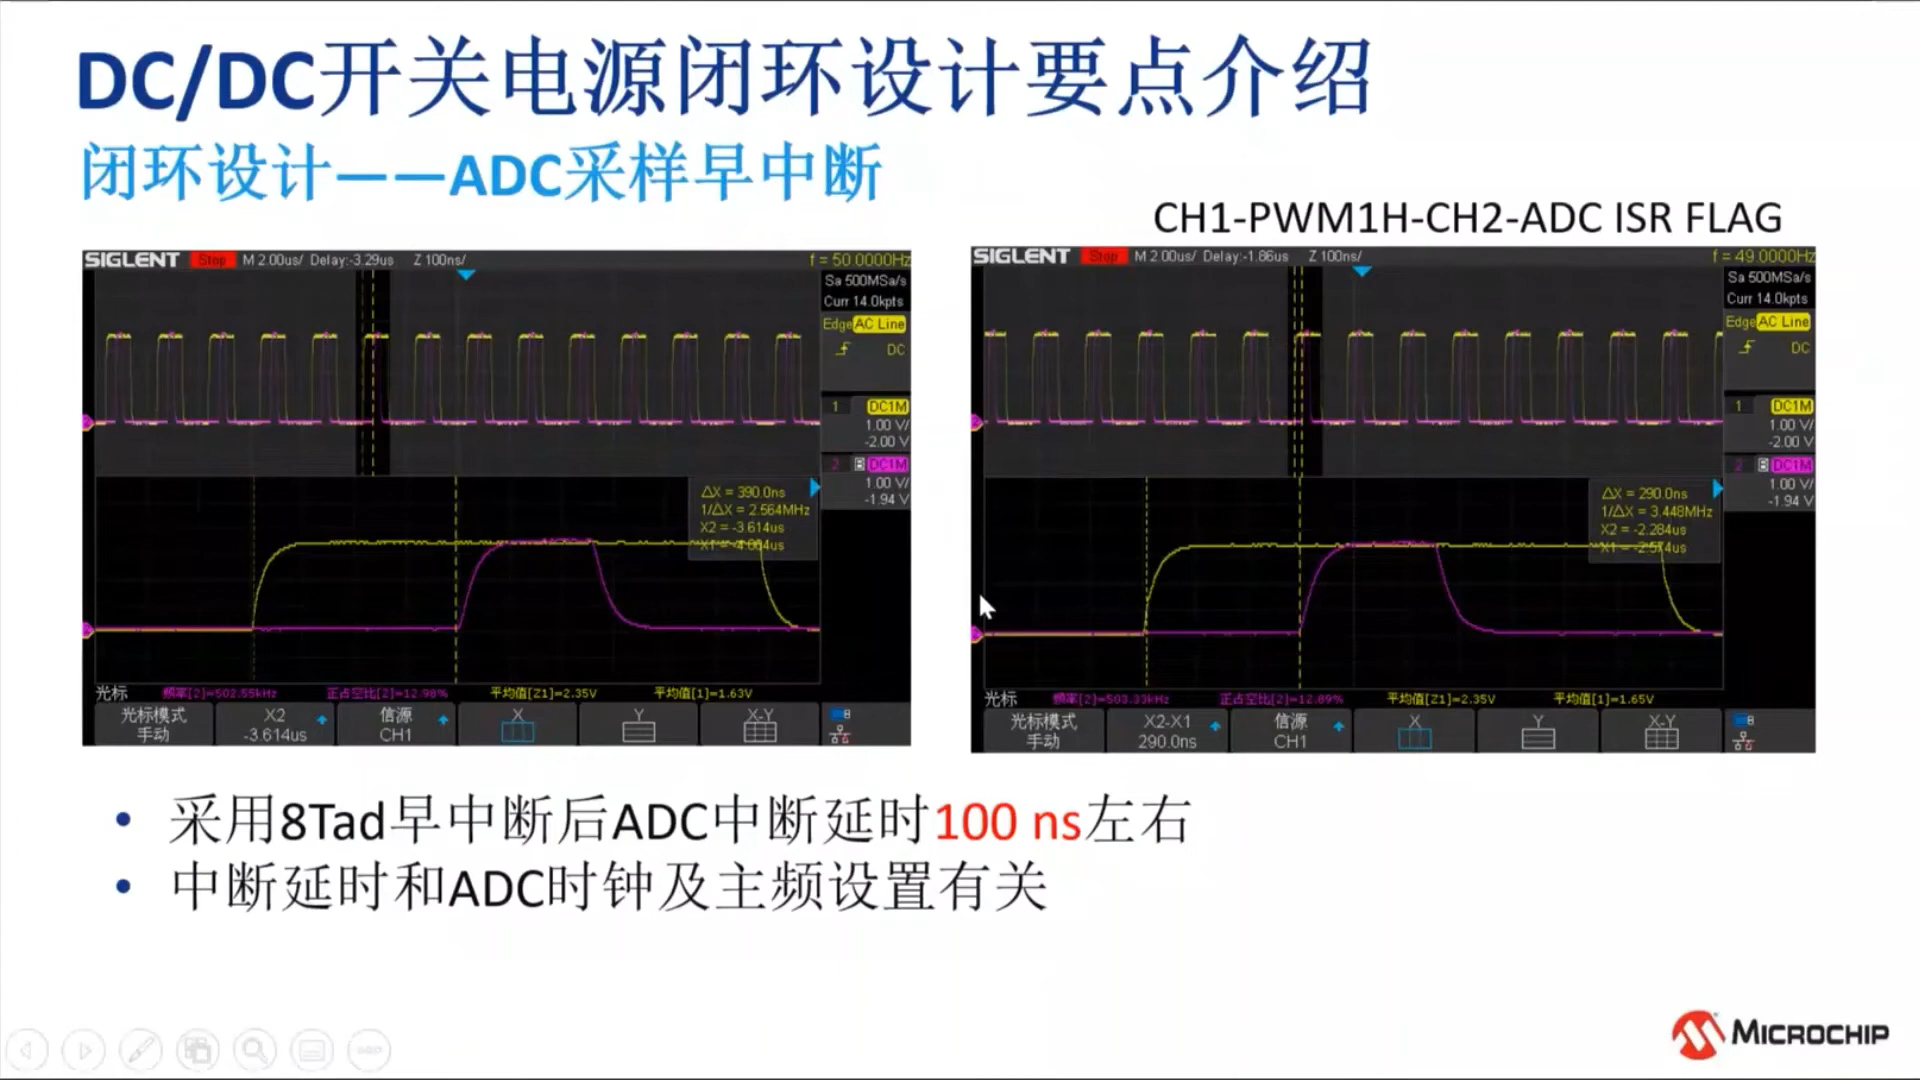 DC/DC开关电源闭环设计要点介绍
闭环设计——ADC采样早中断
CH1-PWM1H-CH2-ADC ISR FLAG
SIGLENT Stop M 2.00us/ Delay:-3.29us Z 100ns/ f = 50.0000Hz
Sa 500MSa/s
Curr 14.0kpts
Edge AC Line
DC
1 DC1M
1.00 V/
-2.00 V
2 B DC1M
1.00 V/
-1.94 V
ΔX = 390.0ns
1/ΔX = 2.564MHz
X2 = -3.614us
X1 = -4.004us
光标 频率[2]=502.55kHz 正占空比[2]=12.98% 平均值[Z1]=2.35V 平均值[1]=1.63V
光标模式 X2 信源 X Y X-Y
手动 -3.614us CH1
SIGLENT Stop M 2.00us/ Delay:-1.86us Z 100ns/ f = 49.0000Hz
Sa 500MSa/s
Curr 14.0kpts
Edge AC Line
DC
1 DC1M
1.00 V/
-2.00 V
2 B DC1M
1.00 V/
-1.94 V
ΔX = 290.0ns
1/ΔX = 3.448MHz
X2 = -2.284us
X1 = -2.574us
光标 频率[2]=503.33kHz 正占空比[2]=12.89% 平均值[Z1]=2.35V 平均值[1]=1.65V
光标模式 X2-X1 信源 X Y X-Y
手动 290.0ns CH1
• 采用8Tad早中断后ADC中断延时100 ns左右
• 中断延时和ADC时钟及主频设置有关
MICROCHIP